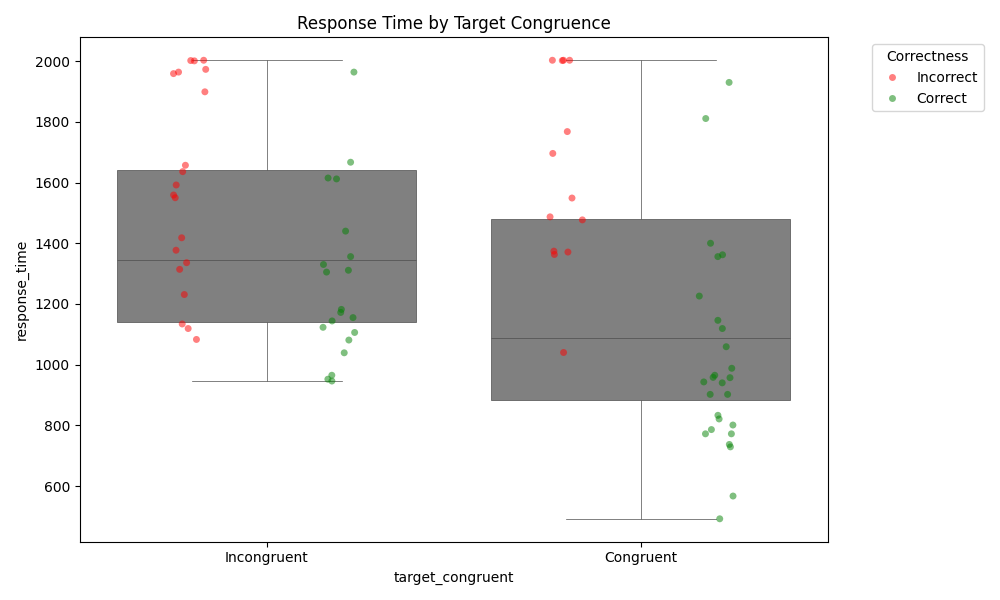 Response Time by Target Congruence
Correctness
Incorrect
Correct
2000
1800
1600
1400
1200
1000
800
600
response_time
Incongruent
Congruent
target_congruent